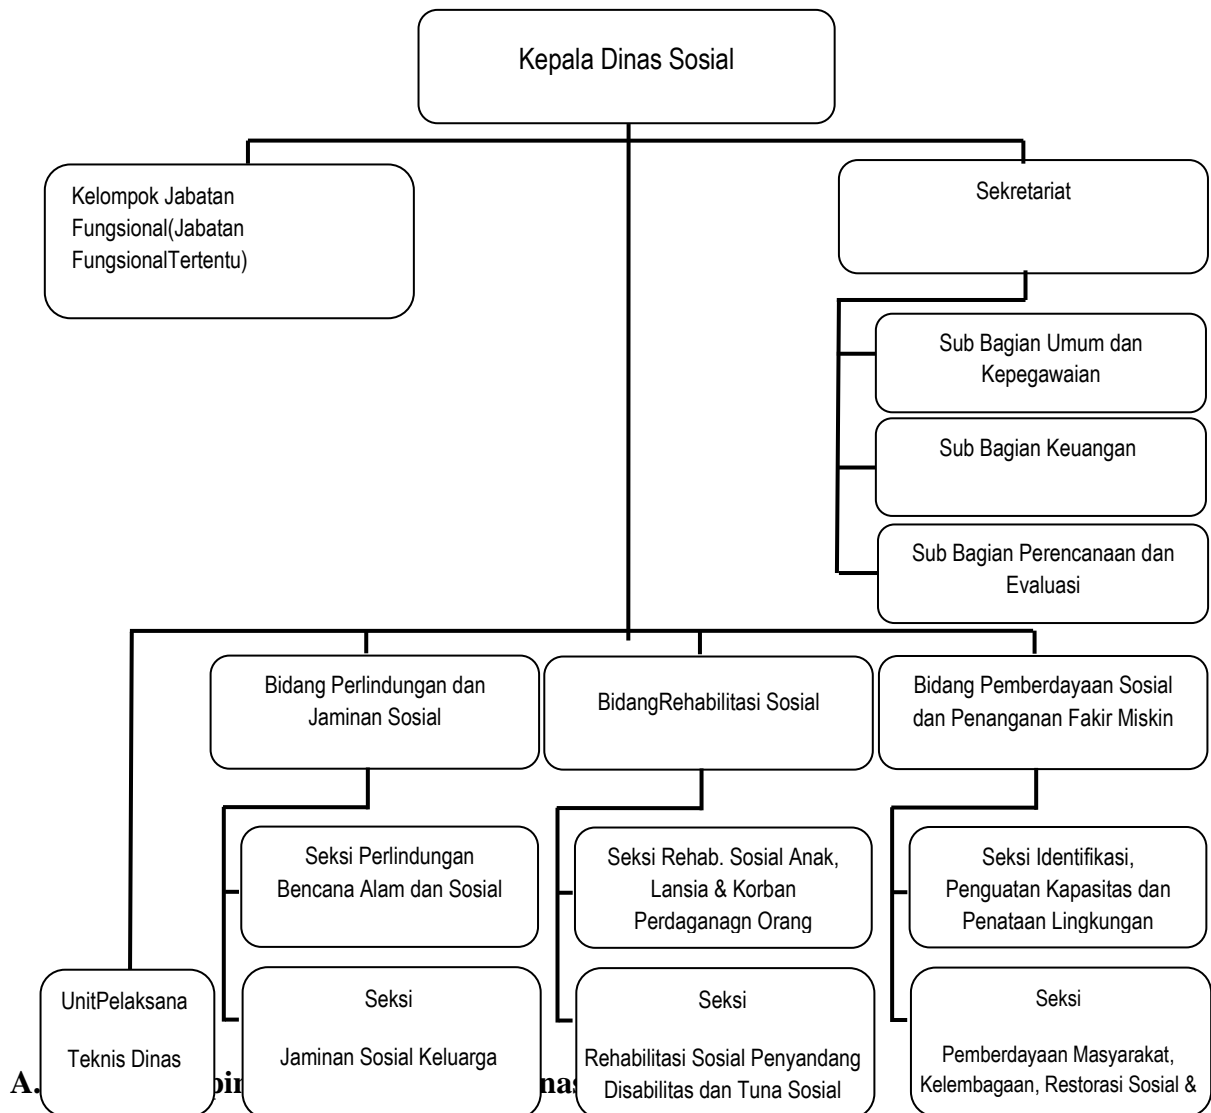 Kepala Dinas Sosial
Kelompok Jabatan
Fungsional(Jabatan
FungsionalTertentu)
Sekretariat
Sub Bagian Umum dan
Kepegawaian
Sub Bagian Keuangan
Sub Bagian Perencanaan dan
Evaluasi
Bidang Perlindungan dan
Jaminan Sosial
BidangRehabilitasi Sosial
Bidang Pemberdayaan Sosial
dan Penanganan Fakir Miskin
Seksi Perlindungan
Bencana Alam dan Sosial
Seksi Rehab. Sosial Anak,
Lansia & Korban
Perdaganagn Orang
Seksi Identifikasi,
Penguatan Kapasitas dan
Penataan Lingkungan
UnitPelaksana
Teknis Dinas
Seksi
Jaminan Sosial Keluarga
Seksi
Rehabilitasi Sosial Penyandang
Disabilitas dan Tuna Sosial
Seksi
Pemberdayaan Masyarakat,
Kelembagaan, Restorasi Sosial &
A.